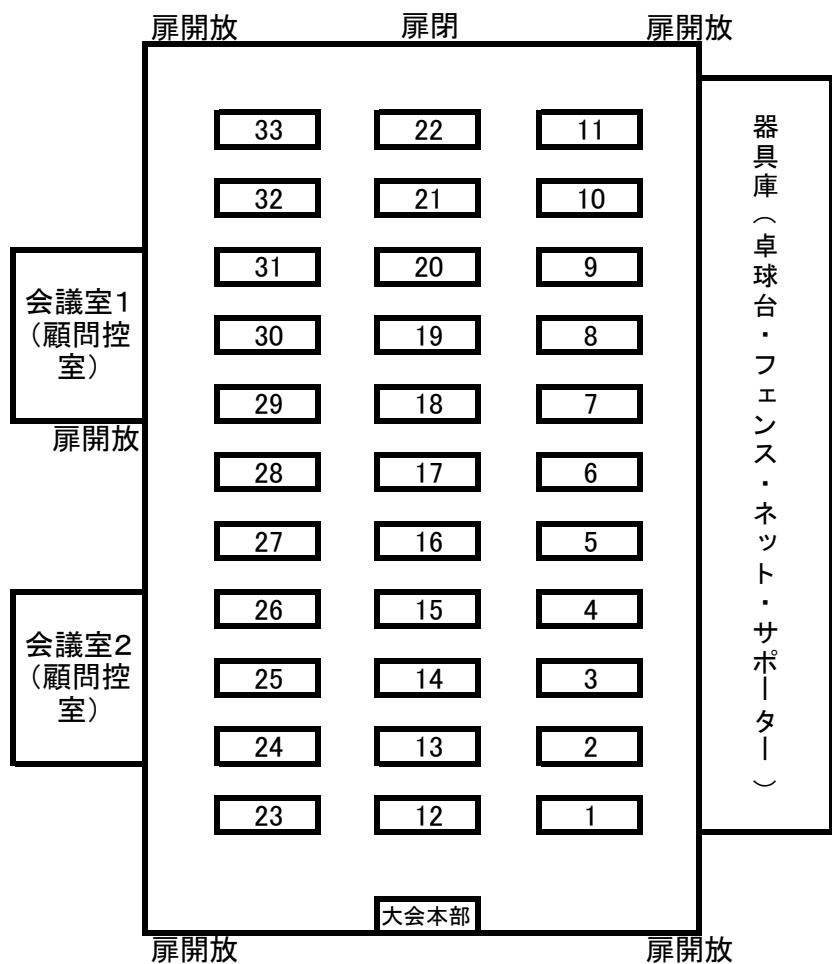 扉開放 扉閉 扉開放
33 22 11
32 21 10
31 20 9
30 19 8
29 18 7
28 17 6
27 16 5
26 15 4
25 14 3
24 13 2
23 12 1
会議室1
（顧問控
室）
扉開放
会議室2
（顧問控
室）
器具庫（卓球台・フェンス・ネット・サポーター）
大会本部
扉開放 扉開放